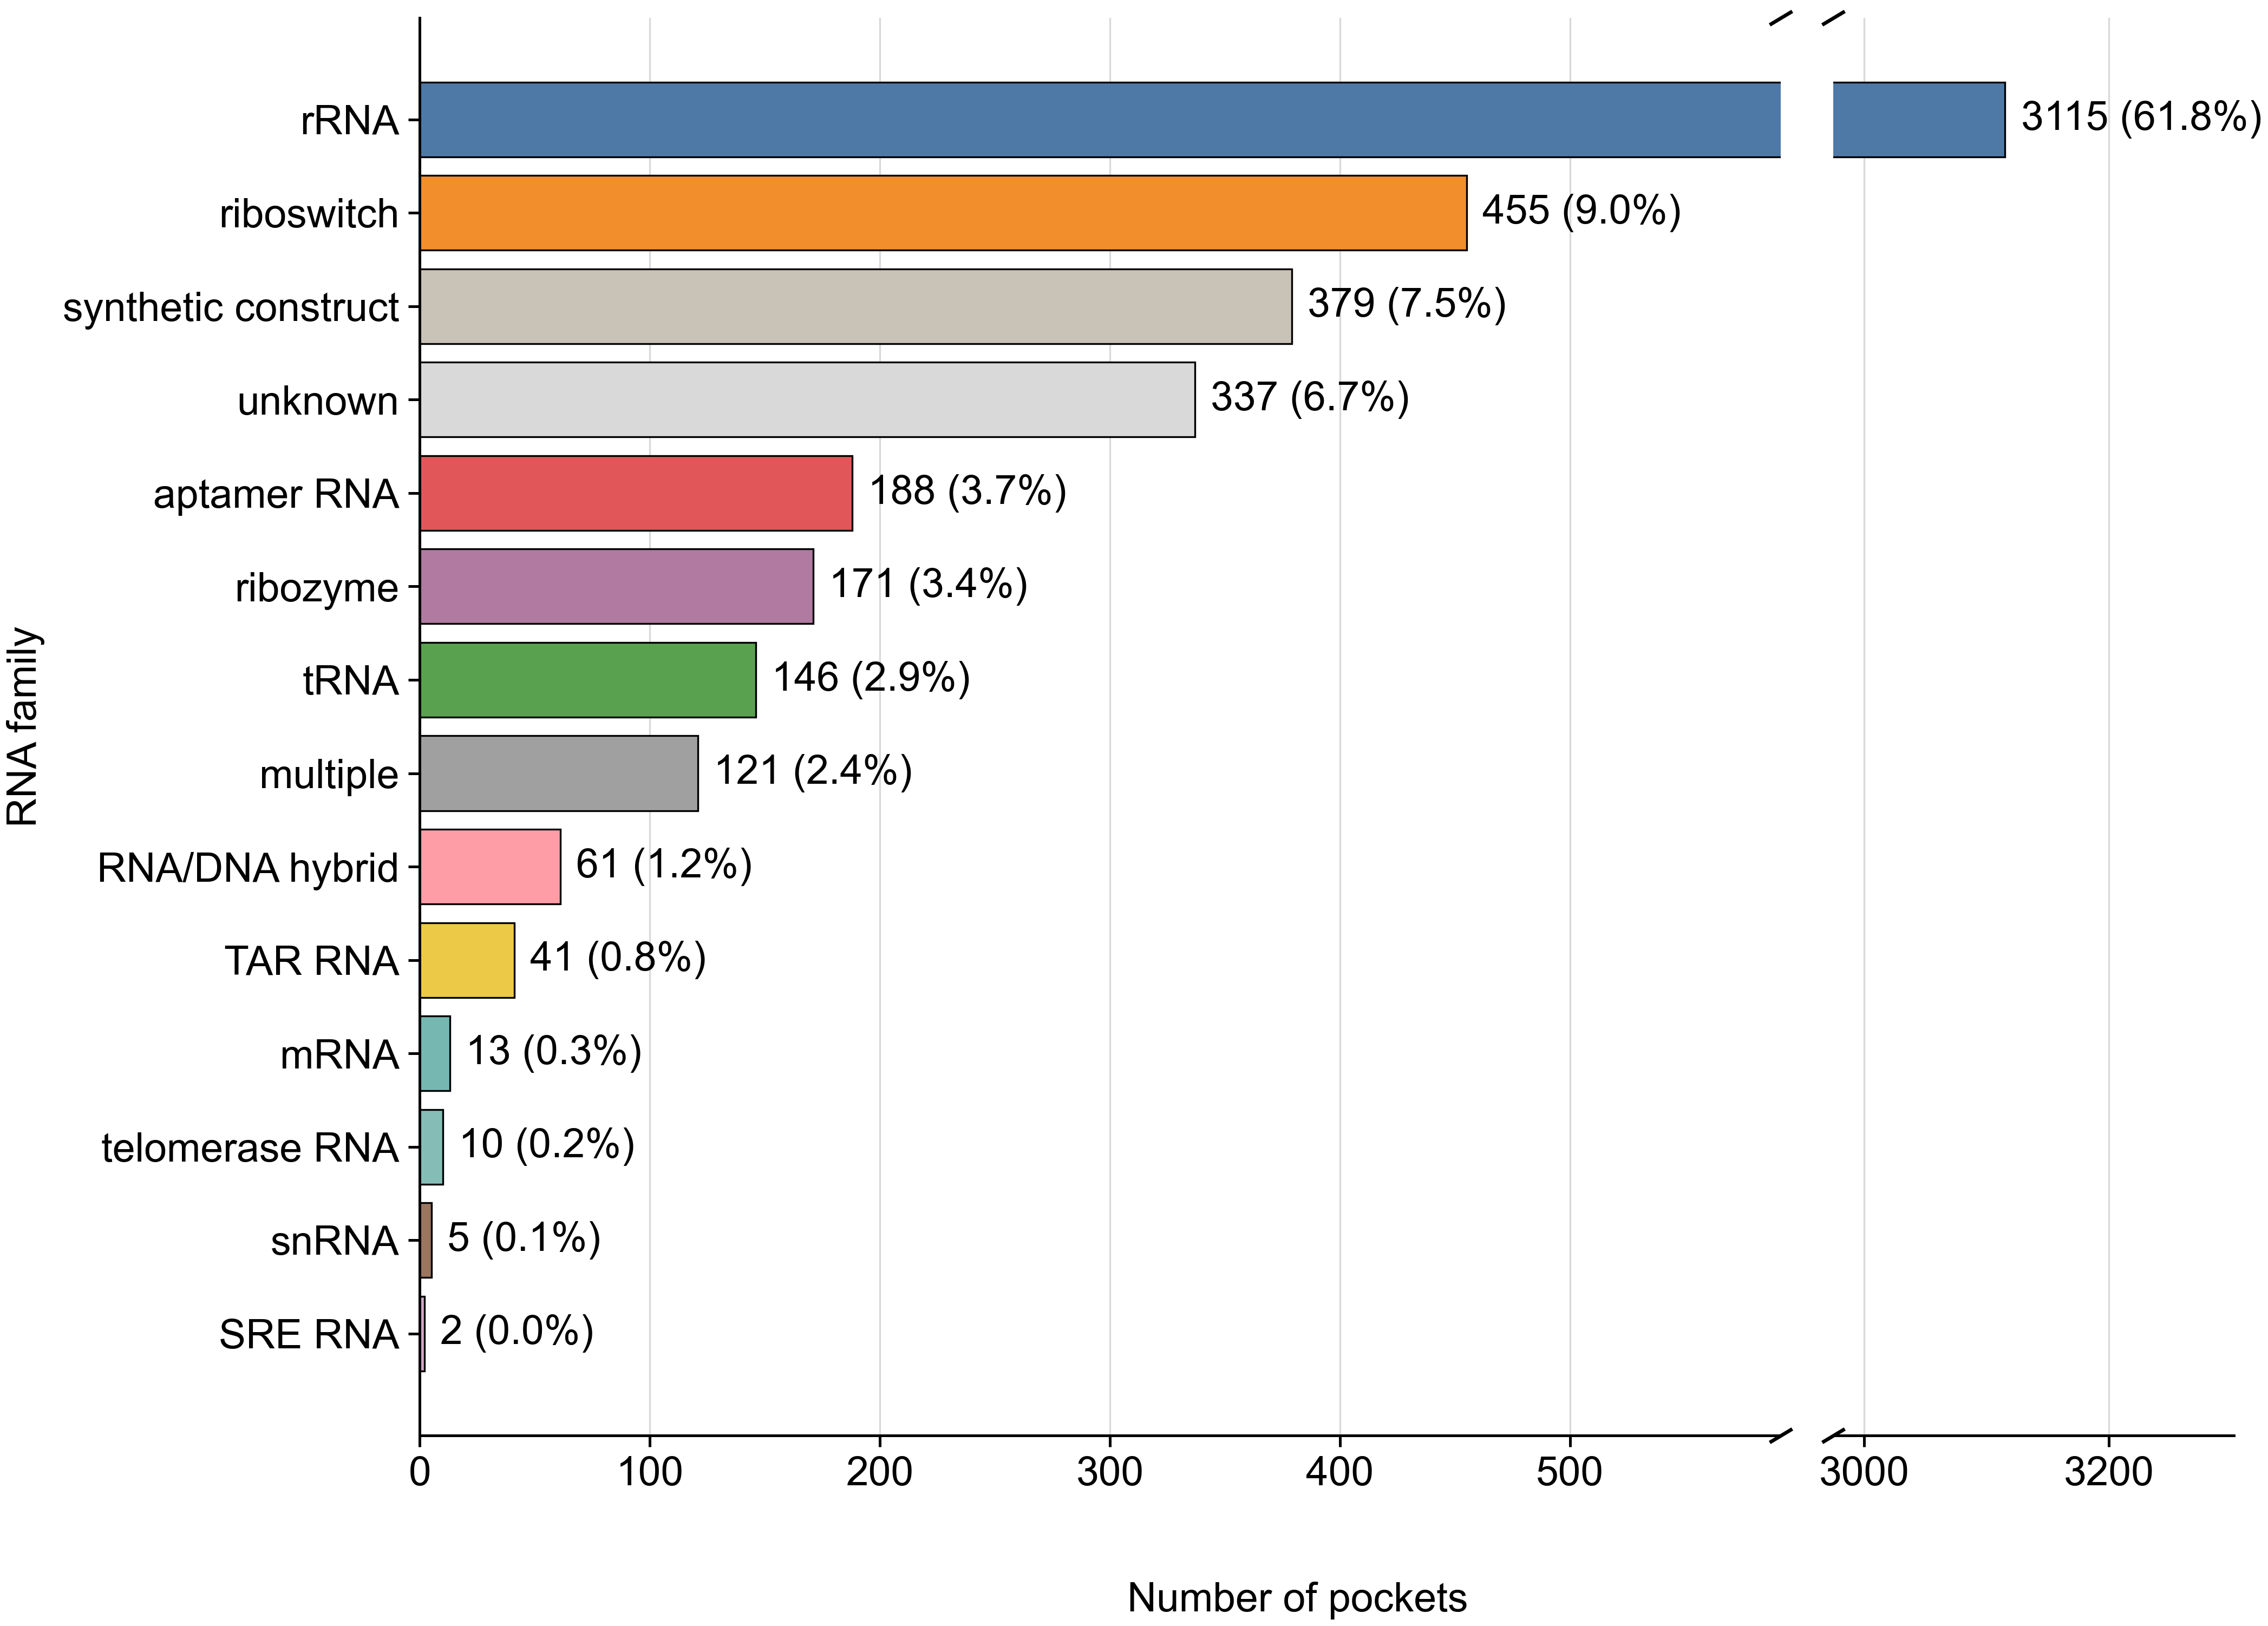 rRNA 3115 (61.8%)
riboswitch 455 (9.0%)
synthetic construct 379 (7.5%)
unknown 337 (6.7%)
aptamer RNA 188 (3.7%)
ribozyme 171 (3.4%)
tRNA 146 (2.9%)
multiple 121 (2.4%)
RNA/DNA hybrid 61 (1.2%)
TAR RNA 41 (0.8%)
mRNA 13 (0.3%)
telomerase RNA 10 (0.2%)
snRNA 5 (0.1%)
SRE RNA 2 (0.0%)
RNA family
0 100 200 300 400 500 3000 3200
Number of pockets